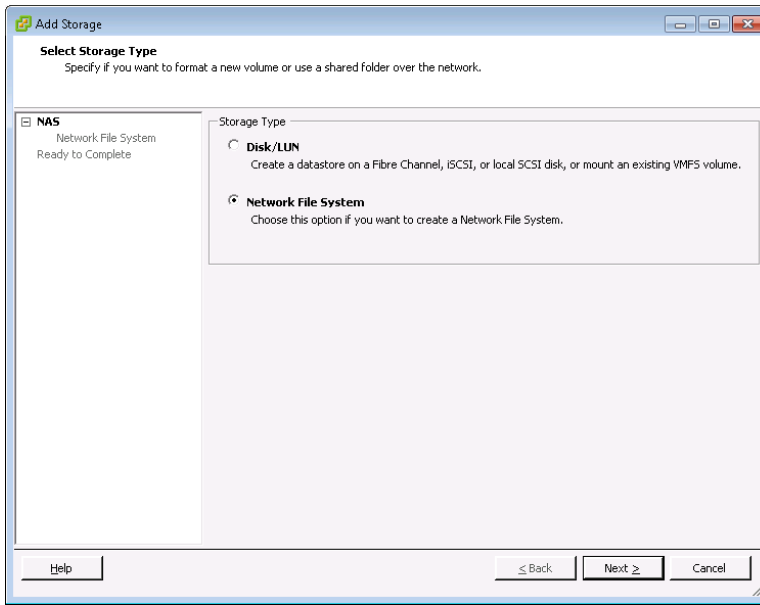 Add Storage
Select Storage Type
Specify if you want to format a new volume or use a shared folder over the network.
NAS
Network File System
Ready to Complete
Storage Type
Disk/LUN
Create a datastore on a Fibre Channel, iSCSI, or local SCSI disk, or mount an existing VMFS volume.
Network File System
Choose this option if you want to create a Network File System.
Help
< Back
Next >
Cancel